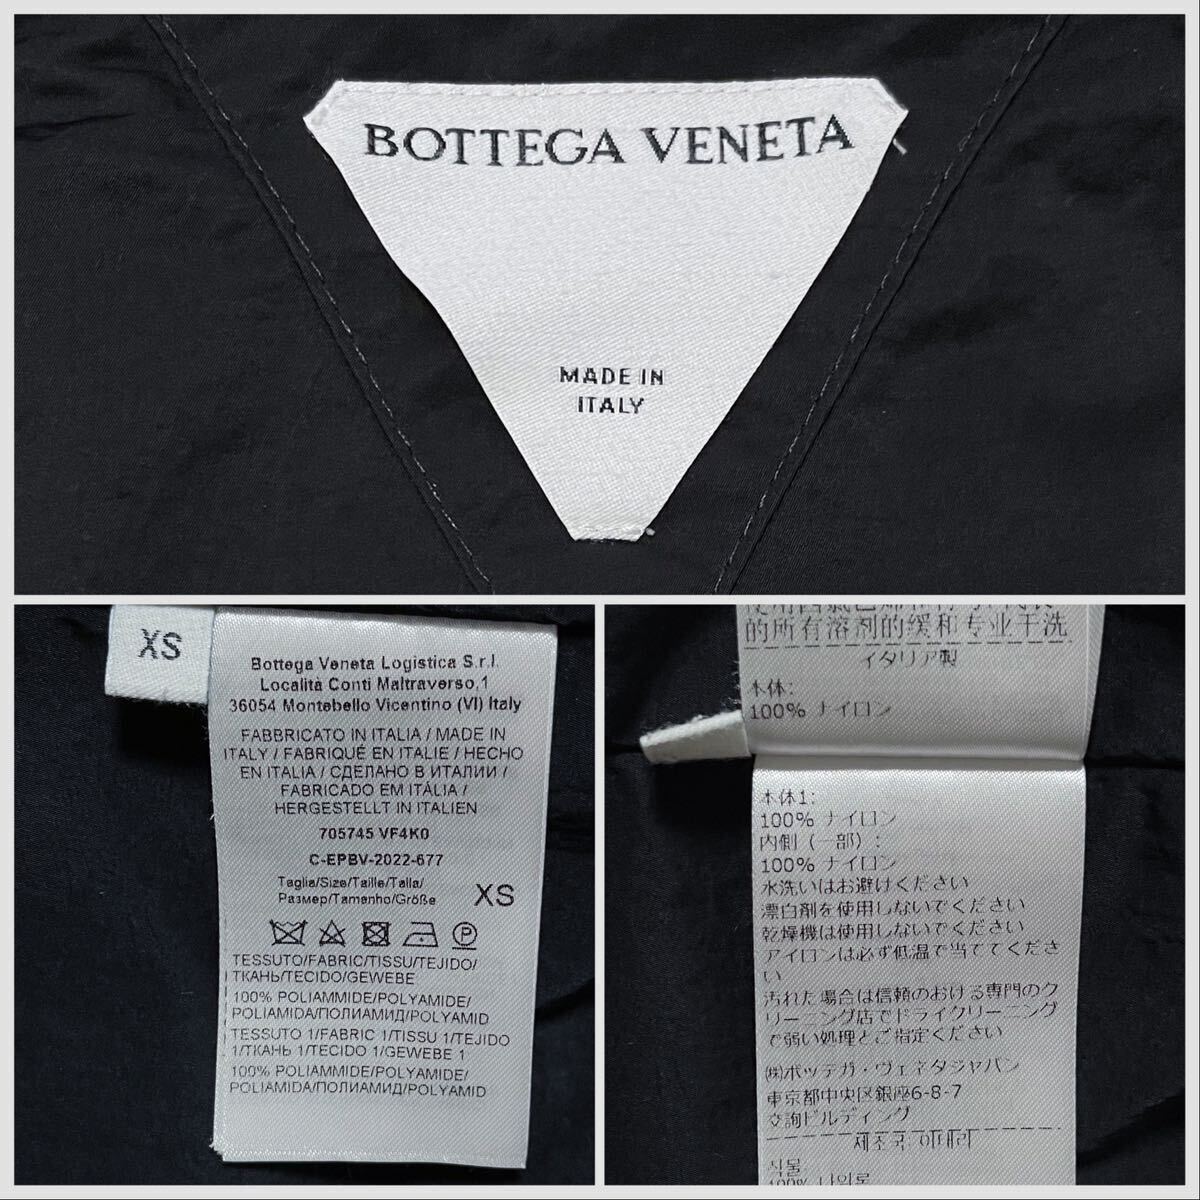 BOTTEGA VENETA
MADE IN
ITALY
XS
Bottega Veneta Logistica S.r.l.
Località Conti Maltraverso,1
36054 Montebello Vicentino (VI) Italy
FABBRICATO IN ITALIA / MADE IN
ITALY / FABRIQUÉ EN ITALIE / HECHO
EN ITALIA / СДЕЛАНО В ИТАЛИИ /
FABRICADO EM ITÁLIA /
HERGESTELLT IN ITALIEN
705745 VF4K0
C-EPBV-2022-677
Taglia/Size/Taille/Talla/
Размер/Tamanho/Größe
XS
TESSUTO/FABRIC/TISSU/TEJIDO/
ТКАНЬ/TECIDO/GEWEBE
100% POLIAMMIDE/POLYAMIDE/
POLIAMIDA/ПОЛИАМИД/POLYAMID
TESSUTO 1/FABRIC 1/TISSU 1/TEJIDO
1/ТКАНЬ 1/TECIDO 1/GEWEBE 1
100% POLIAMMIDE/POLYAMIDE/
POLIAMIDA/ПОЛИАМИД/POLYAMID
的所有溶剂的缓和专业干洗
イタリア製
本体:
100% ナイロン
本体1:
100% ナイロン
内側 (一部) :
100% ナイロン
水洗いはお避けください
漂白剤を使用しないでください
乾燥機は使用しないでください
アイロンは必ず低温で当ててくださ
い
汚れた場合は信頼のおける専門のク
リーニング店でドライクリーニング
で弱い処理とご指定ください
㈱ボッテガ・ヴェネタジャパン
東京都中央区銀座6-8-7
交詢ビルディング
제조국 이태리
직물
100% 나일론